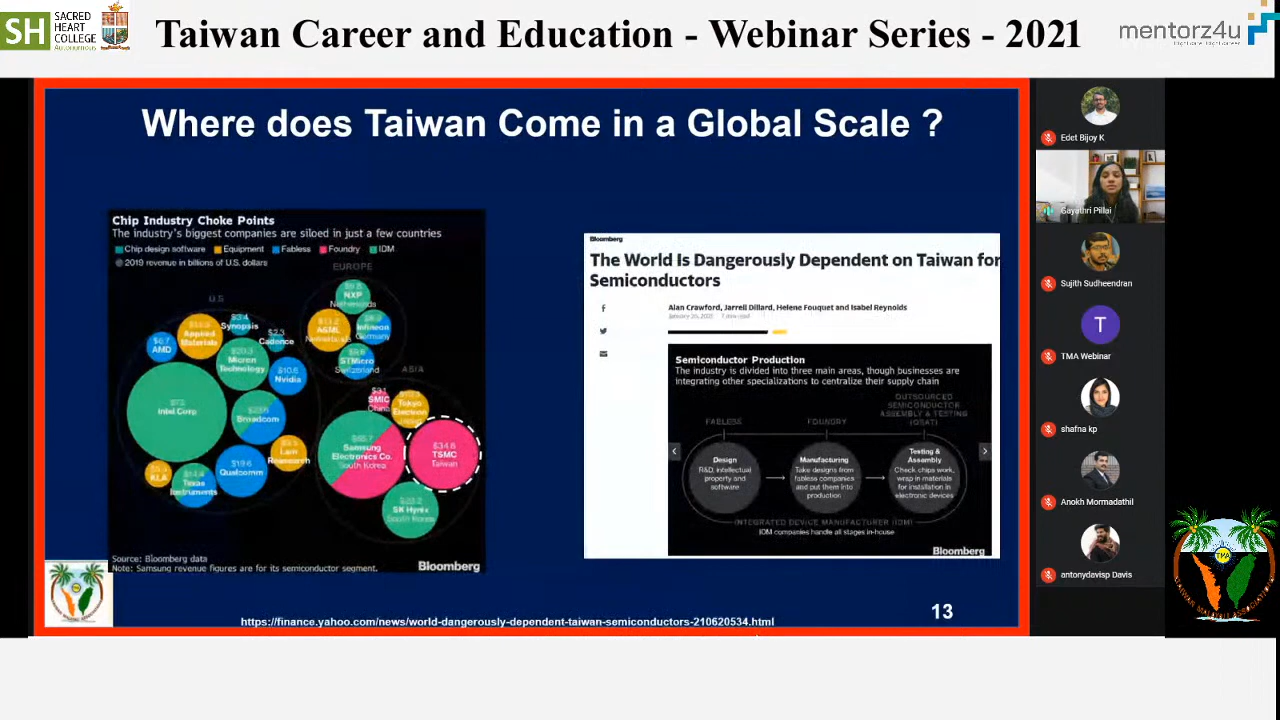 SH
SACRED
HEART
COLLEGE
Autonomous
Taiwan Career and Education - Webinar Series - 2021
mentorz4u
Where does Taiwan Come in a Global Scale ?
Chip Industry Choke Points
The industry's biggest companies are siloed in just a few countries
Chip design software Equipment Fabless Foundry IDM
2019 revenue in billions of U.S. dollars
EUROPE
NXP
Netherlands
ASML
Netherlands
Infineon
Germany
STMicro
Switzerland
U.S
$3.4
Synopsis
$2.3
Cadence
Applied
Materials
$6.7
AMD
$20.3
Micron
Technology
$10.6
Nvidia
Intel Corp
Broadcom
Lam
Research
KLA
Texas
Instruments
$19.6
Qualcomm
ASIA
$3.1
SMIC
China
Tokyo
Electron
Samsung
Electronics Co.
South Korea
$34.6
TSMC
Taiwan
SK Hynix
South Korea
Source: Bloomberg data
Note: Samsung revenue figures are for its semiconductor segment.
Bloomberg
Bloomberg
The World Is Dangerously Dependent on Taiwan for
Semiconductors
Alan Crawford, Jarrell Dillard, Helene Fouquet and Isabel Reynolds
Semiconductor Production
The industry is divided into three main areas, though businesses are
integrating other specializations to centralize their supply chain
FABLESS
FOUNDRY
OUTSOURCED
SEMICONDUCTOR
ASSEMBLY & TESTING
(OSAT)
Design
R&D, intellectual
property and
software
Manufacturing
Take designs from
fabless companies
and put them into
production
Testing &
Assembly
Check chips work,
wrap in materials
for installation in
electronic devices
INTEGRATED DEVICE MANUFACTURER (IDM)
IDM companies handle all stages in-house
Bloomberg
https://finance.yahoo.com/news/world-dangerously-dependent-taiwan-semiconductors-210620534.html
13
Edet Bijoy K
Gayathri Pillai
Sujith Sudheendran
T
TMA Webinar
shafna kp
Anokh Mormadathil
antonydavisp Davis
TMA